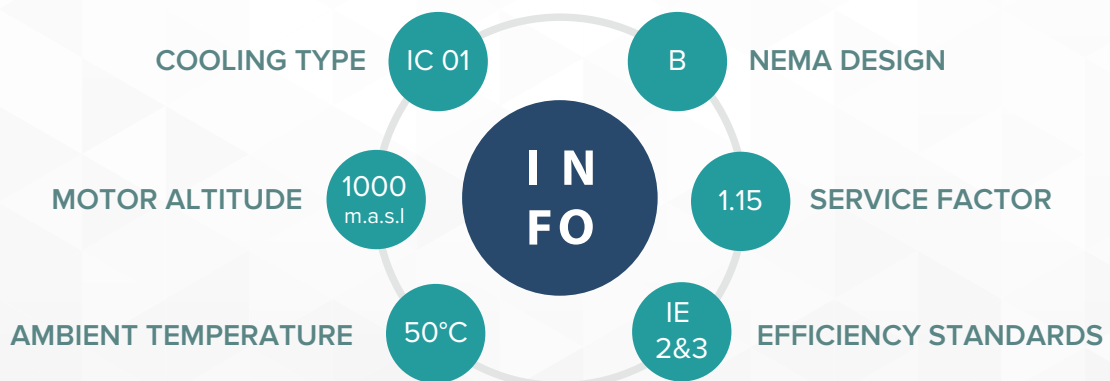 COOLING TYPE
IC 01
B
NEMA DESIGN
MOTOR ALTITUDE
1000
m.a.s.l
I N
FO
1.15
SERVICE FACTOR
AMBIENT TEMPERATURE
50°C
IE
2&3
EFFICIENCY STANDARDS